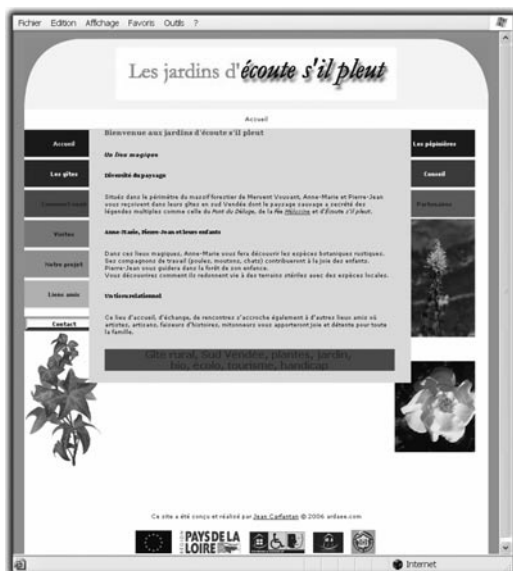 Fichier Edition Affichage Favoris Outils ?
Les jardins d'écoute s'il pleut
Accueil
Bienvenue aux jardins d'écoute s'il pleut
Un lieu magique
Diversité du paysage
Situés dans le périmètre du massif forestier de Mervent Vouvant, Anne-Marie et Pierre-Jean
vous reçoivent dans leurs gîtes en sud Vendée dont le paysage sauvage a secrété des
légendes multiples comme celle du Pont du Déluge, de la fée Mélusine et d'Écoute s'il pleut.
Anne-Marie, Pierre-Jean et leurs enfants
Dans ces lieux magiques, Anne-Marie vous fera découvrir les espèces botaniques rustiques.
Ses compagnons de travail (poules, moutons, chats) contribueront à la joie des enfants.
Pierre-Jean vous guidera dans la forêt de son enfance.
Vous découvrirez comment ils redonnent vie à des terrains stériles avec des espèces locales.
Un tissu relationnel
Ce lieu d'accueil, d'échange, de rencontres s'accroche également à d'autres lieux amis où
artistes, artisans, faiseurs d'histoires, mitonneurs vous apporteront joie et détente pour toute
la famille.
Gîte rural, Sud Vendée, plantes, jardin,
bio, écolo, tourisme, handicap
Accueil
Les gîtes
Visites
Notre projet
Liens amis
Contact
Les pépinières
Conseil
Partenaires
Ce site a été conçu et réalisé par Jean Carfantan @ 2006 ardsee.com
RÉGION PAYS DE LA
LOIRE
Internet